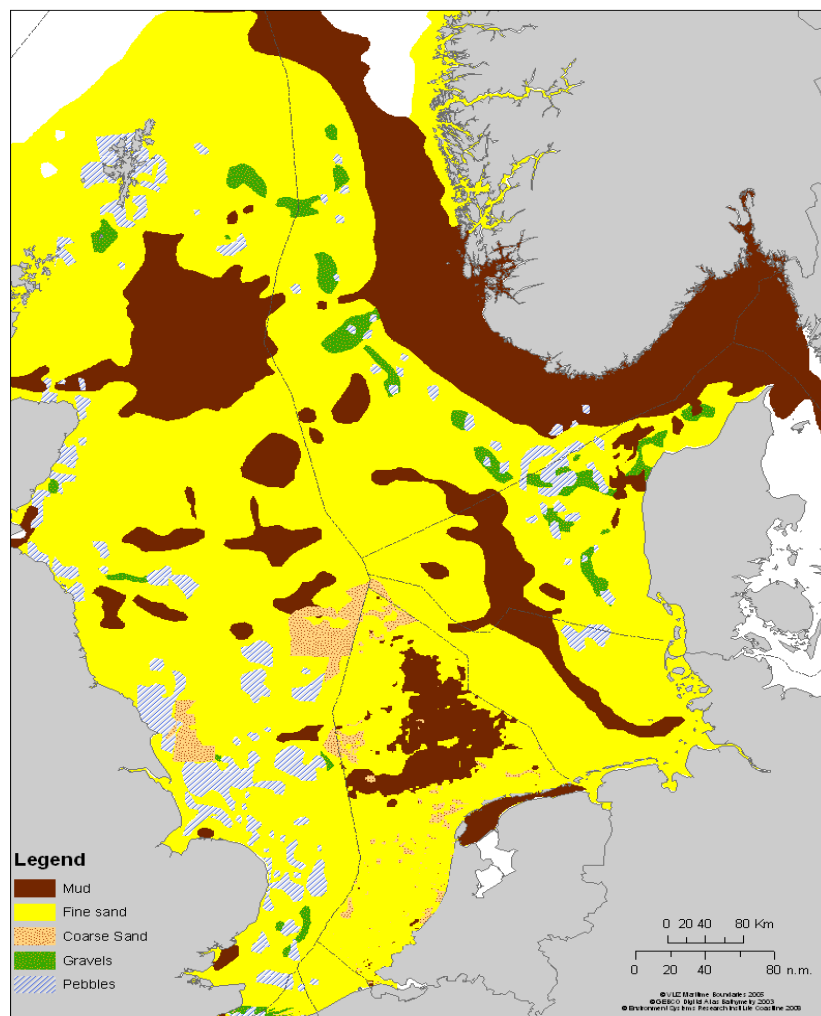 Legend
Mud
Fine sand
Coarse Sand
Gravels
Pebbles
0 20 40 80 Km
0 20 40 80 n.m.
©VLIZ Maritime Boundaries 2005
©GEBCO Digital Atlas Bathymetry 2003
© Environment Systems Research Institute Coastline 2008